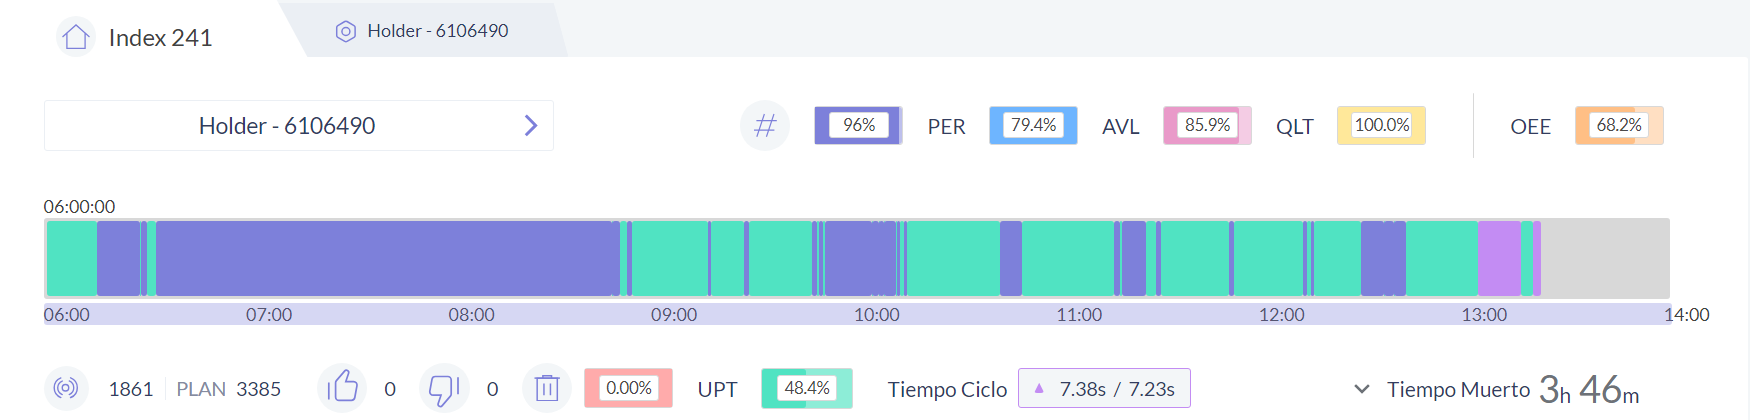 Index 241
Holder - 6106490
Holder - 6106490
96% PER 79.4% AVL 85.9% QLT 100.0% OEE 68.2%
06:00:00
06:00 07:00 08:00 09:00 10:00 11:00 12:00 13:00 14:00
1861 PLAN 3385 0 0 0.00% UPT 48.4% Tiempo Ciclo 7.38s / 7.23s Tiempo Muerto 3h 46m